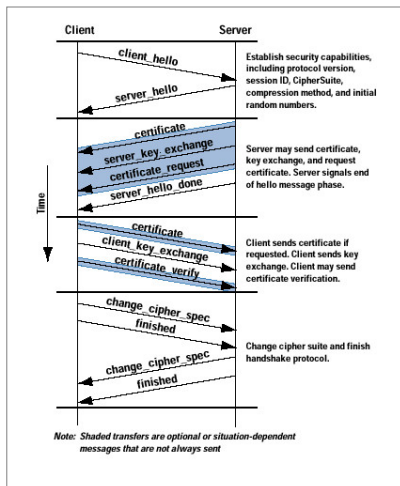 Client Server
client_hello
server_hello
Establish security capabilities,
including protocol version,
session ID, CipherSuite,
compression method, and initial
random numbers.
certificate
server_key_exchange
certificate_request
server_hello_done
Server may send certificate,
key exchange, and request
certificate. Server signals end
of hello message phase.
Time
certificate
client_key_exchange
certificate_verify
Client sends certificate if
requested. Client sends key
exchange. Client may send
certificate verification.
change_cipher_spec
finished
change_cipher_spec
finished
Change cipher suite and finish
handshake protocol.
Note: Shaded transfers are optional or situation-dependent
messages that are not always sent